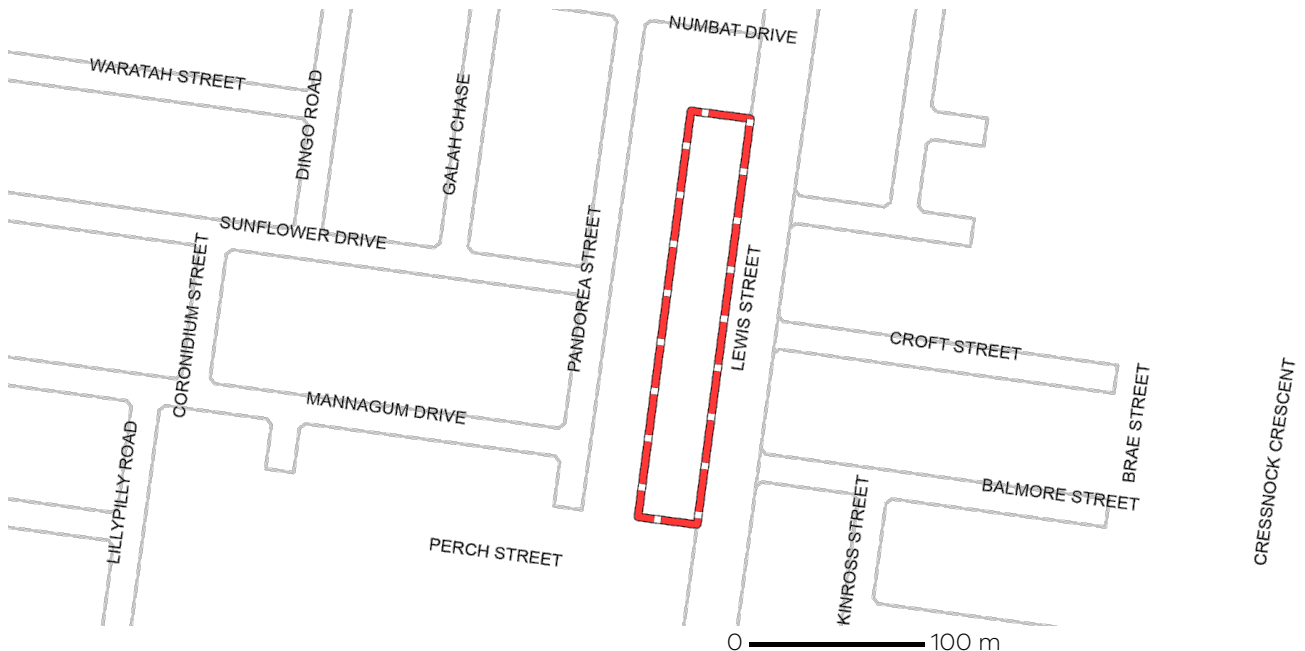 NUMBAT DRIVE
WARATAH STREET
DINGO ROAD
GALAH CHASE
SUNFLOWER DRIVE
CORONIDIUM STREET
PANDOREA STREET
LEWIS STREET
CROFT STREET
MANNAGUM DRIVE
BRAE STREET
CRESSNOCK CRESCENT
LILLYPILLY ROAD
BALMORE STREET
KINROSS STREET
PERCH STREET
0 100 m